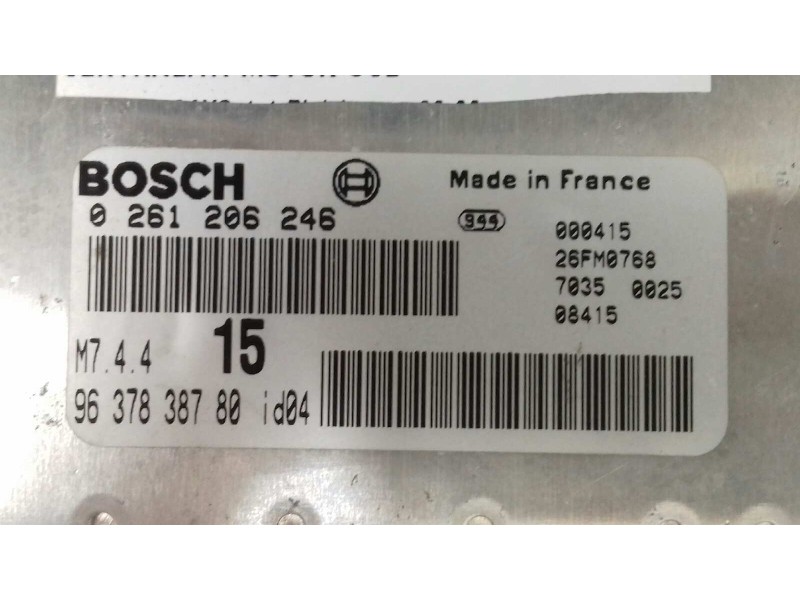 BOSCH
Made in France
0 261 206 246
944
000415
26FM0768
7035 0025
08415
M7.4.4
15
96 378 387 80 id04